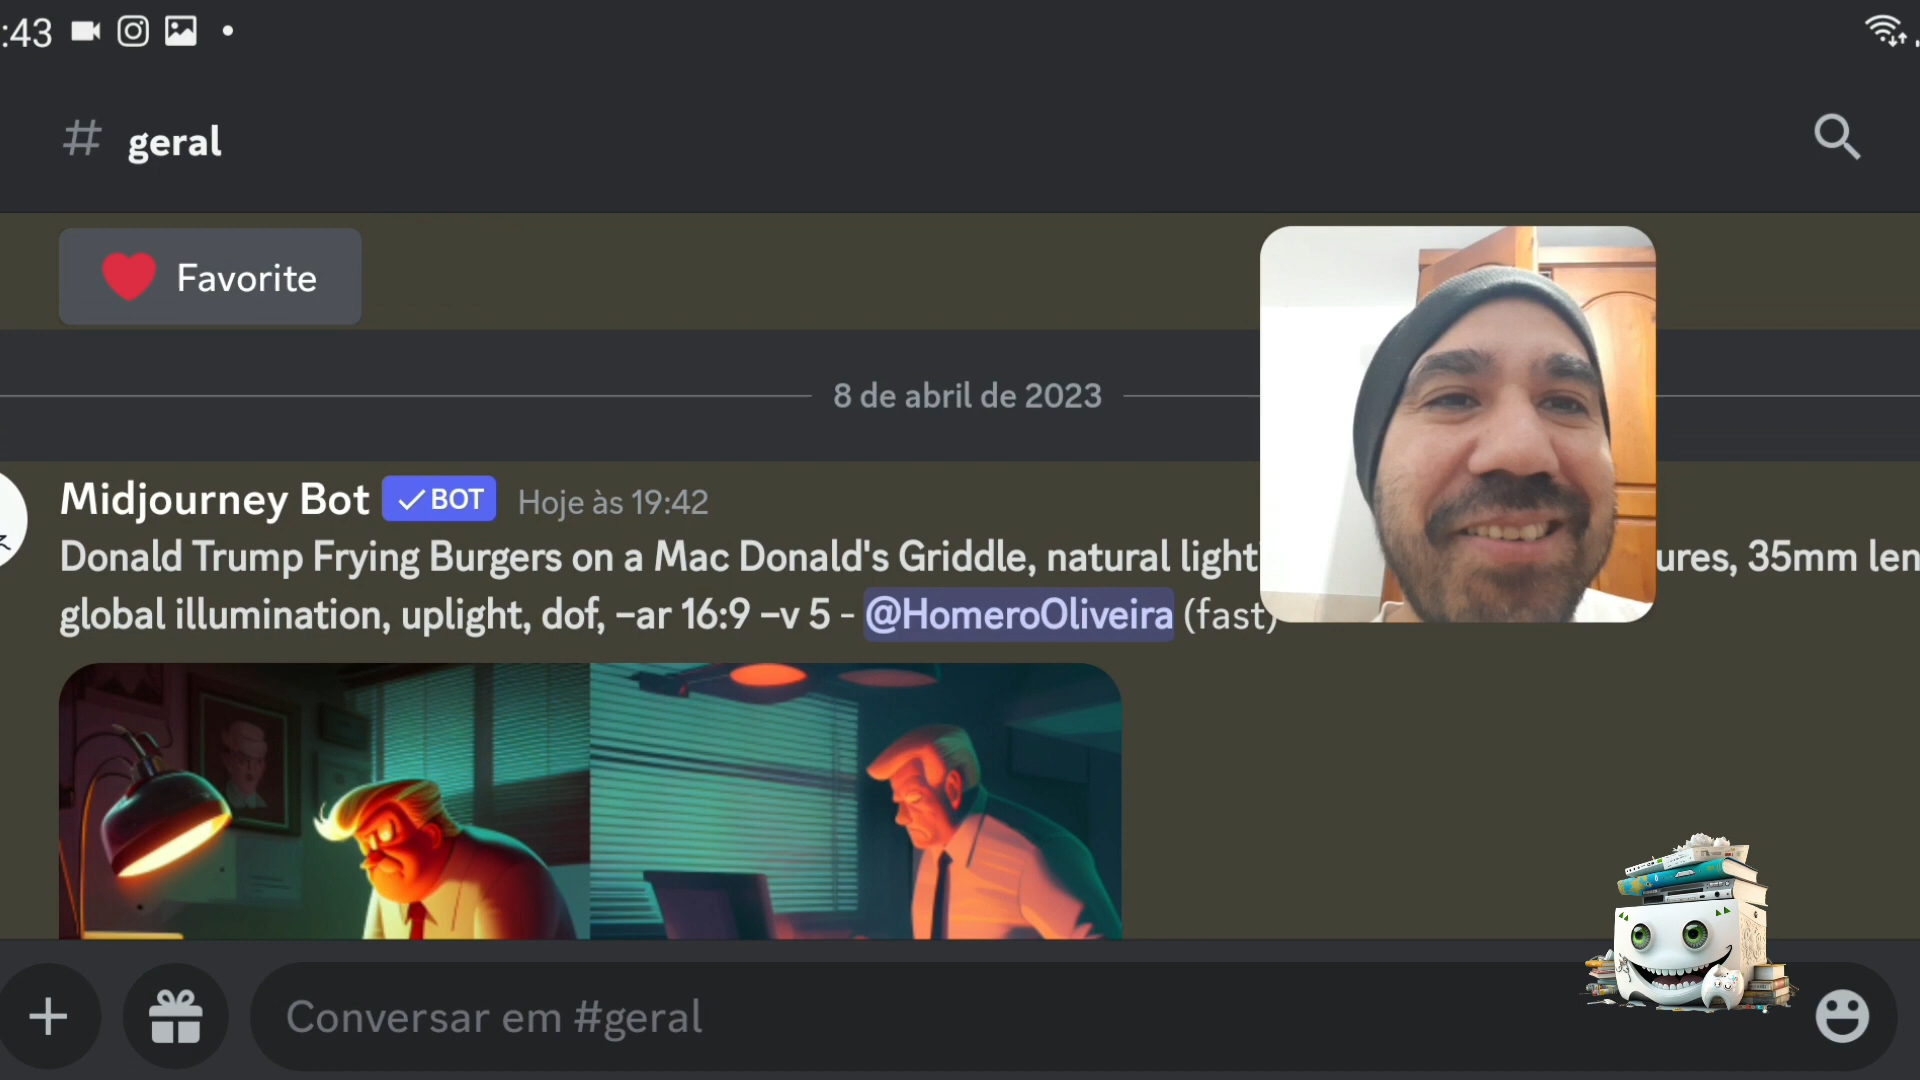 :43
# geral
Favorite
8 de abril de 2023
Midjourney Bot ✓ BOT Hoje às 19:42
Donald Trump Frying Burgers on a Mac Donald's Griddle, natural light ures, 35mm len
global illumination, uplight, dof, –ar 16:9 –v 5 - @HomeroOliveira (fast)
Conversar em #geral